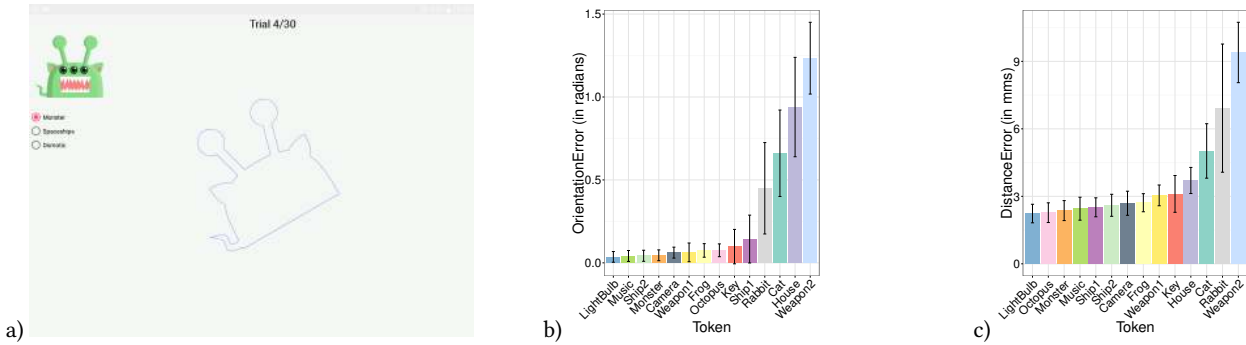 Trial 4/30
Monster
Spaceships
Domotic
a)
OrientationError (in radians)
1.5
1.0
0.5
0.0
LightBulb
Music
Ship2
Monster
Camera
Weapon1
Frog
Octopus
Key
Ship1
Rabbit
Cat
House
Weapon2
Token
b)
DistanceError (in mms)
9
6
3
0
LightBulb
Octopus
Monster
Music
Ship1
Ship2
Camera
Frog
Weapon1
Key
House
Cat
Rabbit
Weapon2
Token
c)